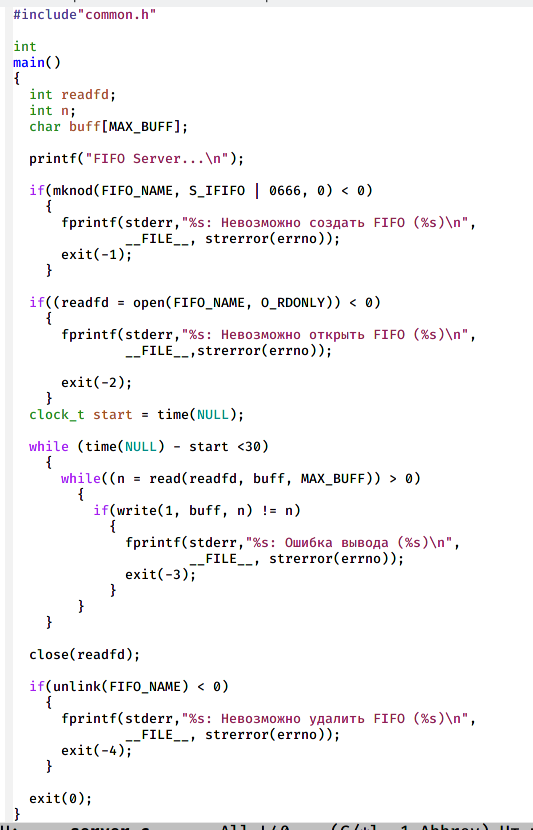 #include"common.h"
int
main()
{
int readfd;
int n;
char buff[MAX_BUFF];
printf("FIFO Server...\n");
if(mknod(FIFO_NAME, S_IFIFO | 0666, 0) < 0)
{
fprintf(stderr,"%s: Невозможно создать FIFO (%s)\n",
__FILE__, strerror(errno));
exit(-1);
}
if((readfd = open(FIFO_NAME, O_RDONLY)) < 0)
{
fprintf(stderr,"%s: Невозможно открыть FIFO (%s)\n",
__FILE__,strerror(errno));
exit(-2);
}
clock_t start = time(NULL);
while (time(NULL) - start <30)
{
while((n = read(readfd, buff, MAX_BUFF)) > 0)
{
if(write(1, buff, n) != n)
{
fprintf(stderr,"%s: Ошибка вывода (%s)\n",
__FILE__, strerror(errno));
exit(-3);
}
}
}
close(readfd);
if(unlink(FIFO_NAME) < 0)
{
fprintf(stderr,"%s: Невозможно удалить FIFO (%s)\n",
__FILE__, strerror(errno));
exit(-4);
}
exit(0);
}